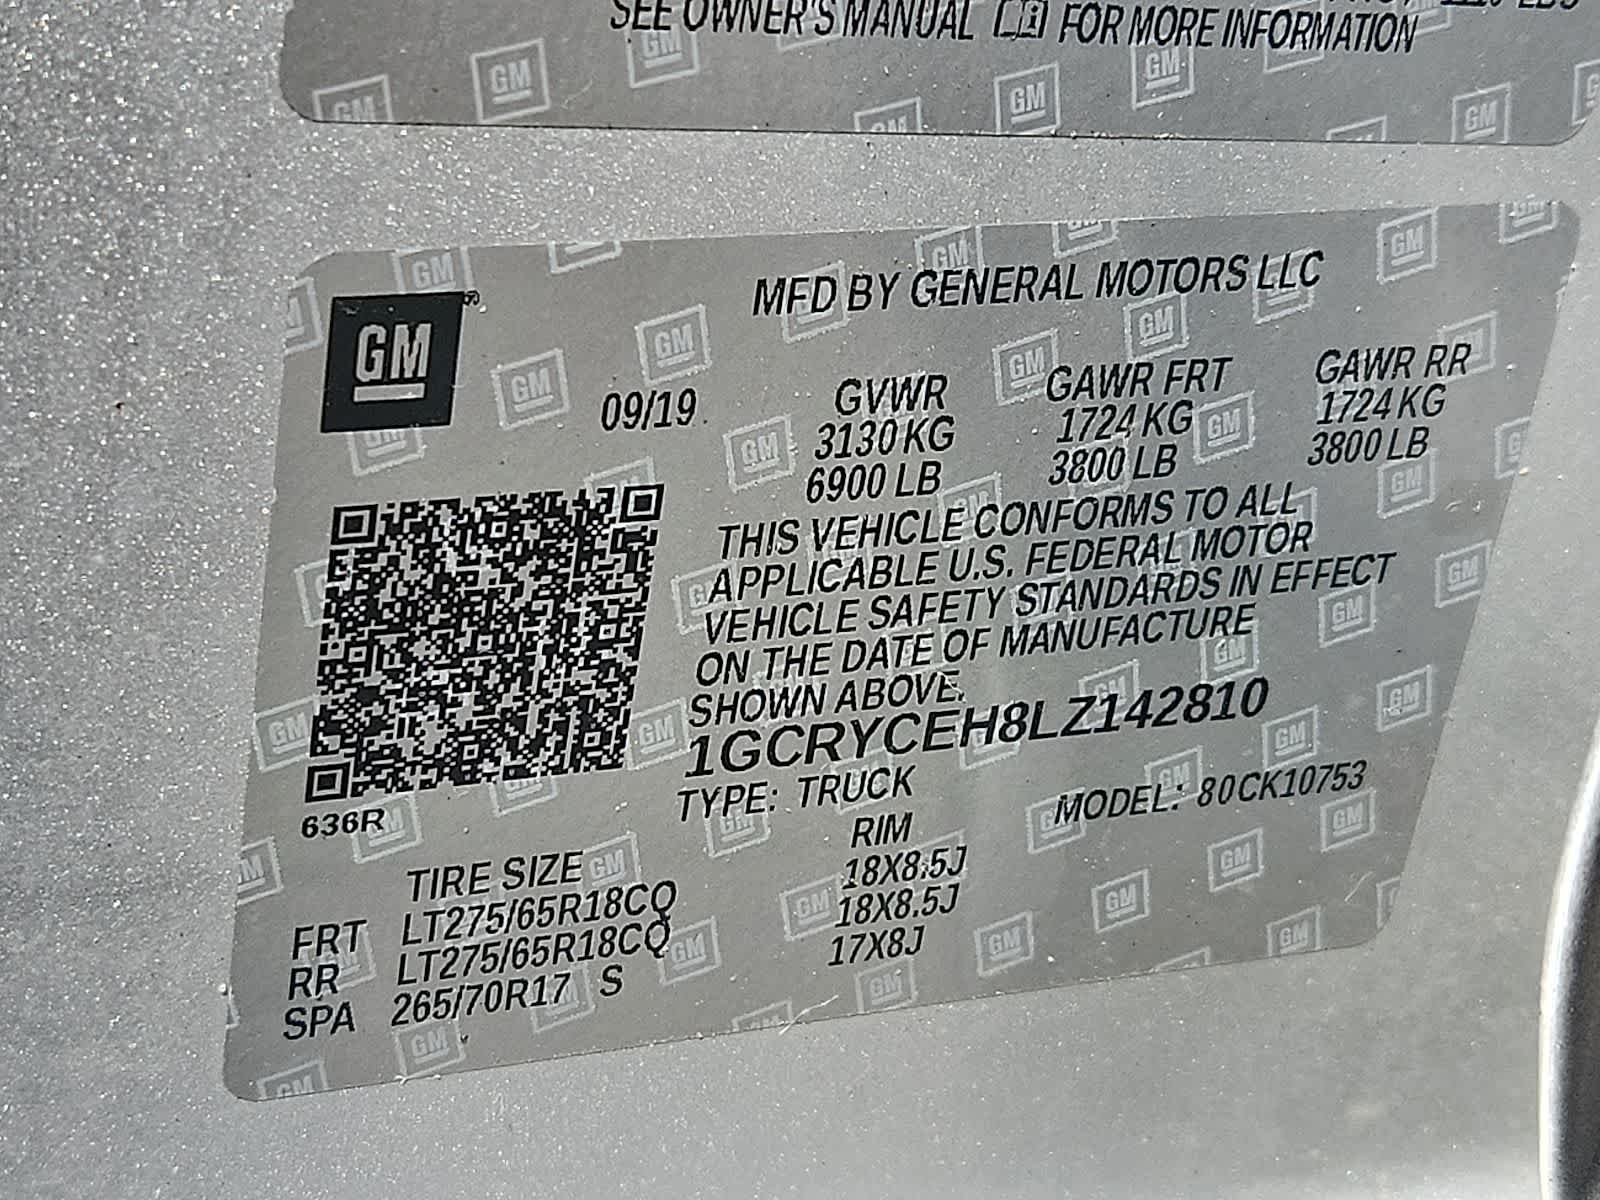 SEE OWNER'S MANUAL FOR MORE INFORMATION
MFD BY GENERAL MOTORS LLC
GM
09/19
GVWR GAWR FRT GAWR RR
3130 KG 1724 KG 1724 KG
6900 LB 3800 LB 3800 LB
THIS VEHICLE CONFORMS TO ALL
APPLICABLE U.S. FEDERAL MOTOR
VEHICLE SAFETY STANDARDS IN EFFECT
ON THE DATE OF MANUFACTURE
SHOWN ABOVE.
1GCRYCEH8LZ142810
TYPE: TRUCK MODEL: 80CK10753
636R
TIRE SIZE RIM
FRT LT275/65R18CQ 18X8.5J
RR LT275/65R18CQ 18X8.5J
SPA 265/70R17 S 17X8J